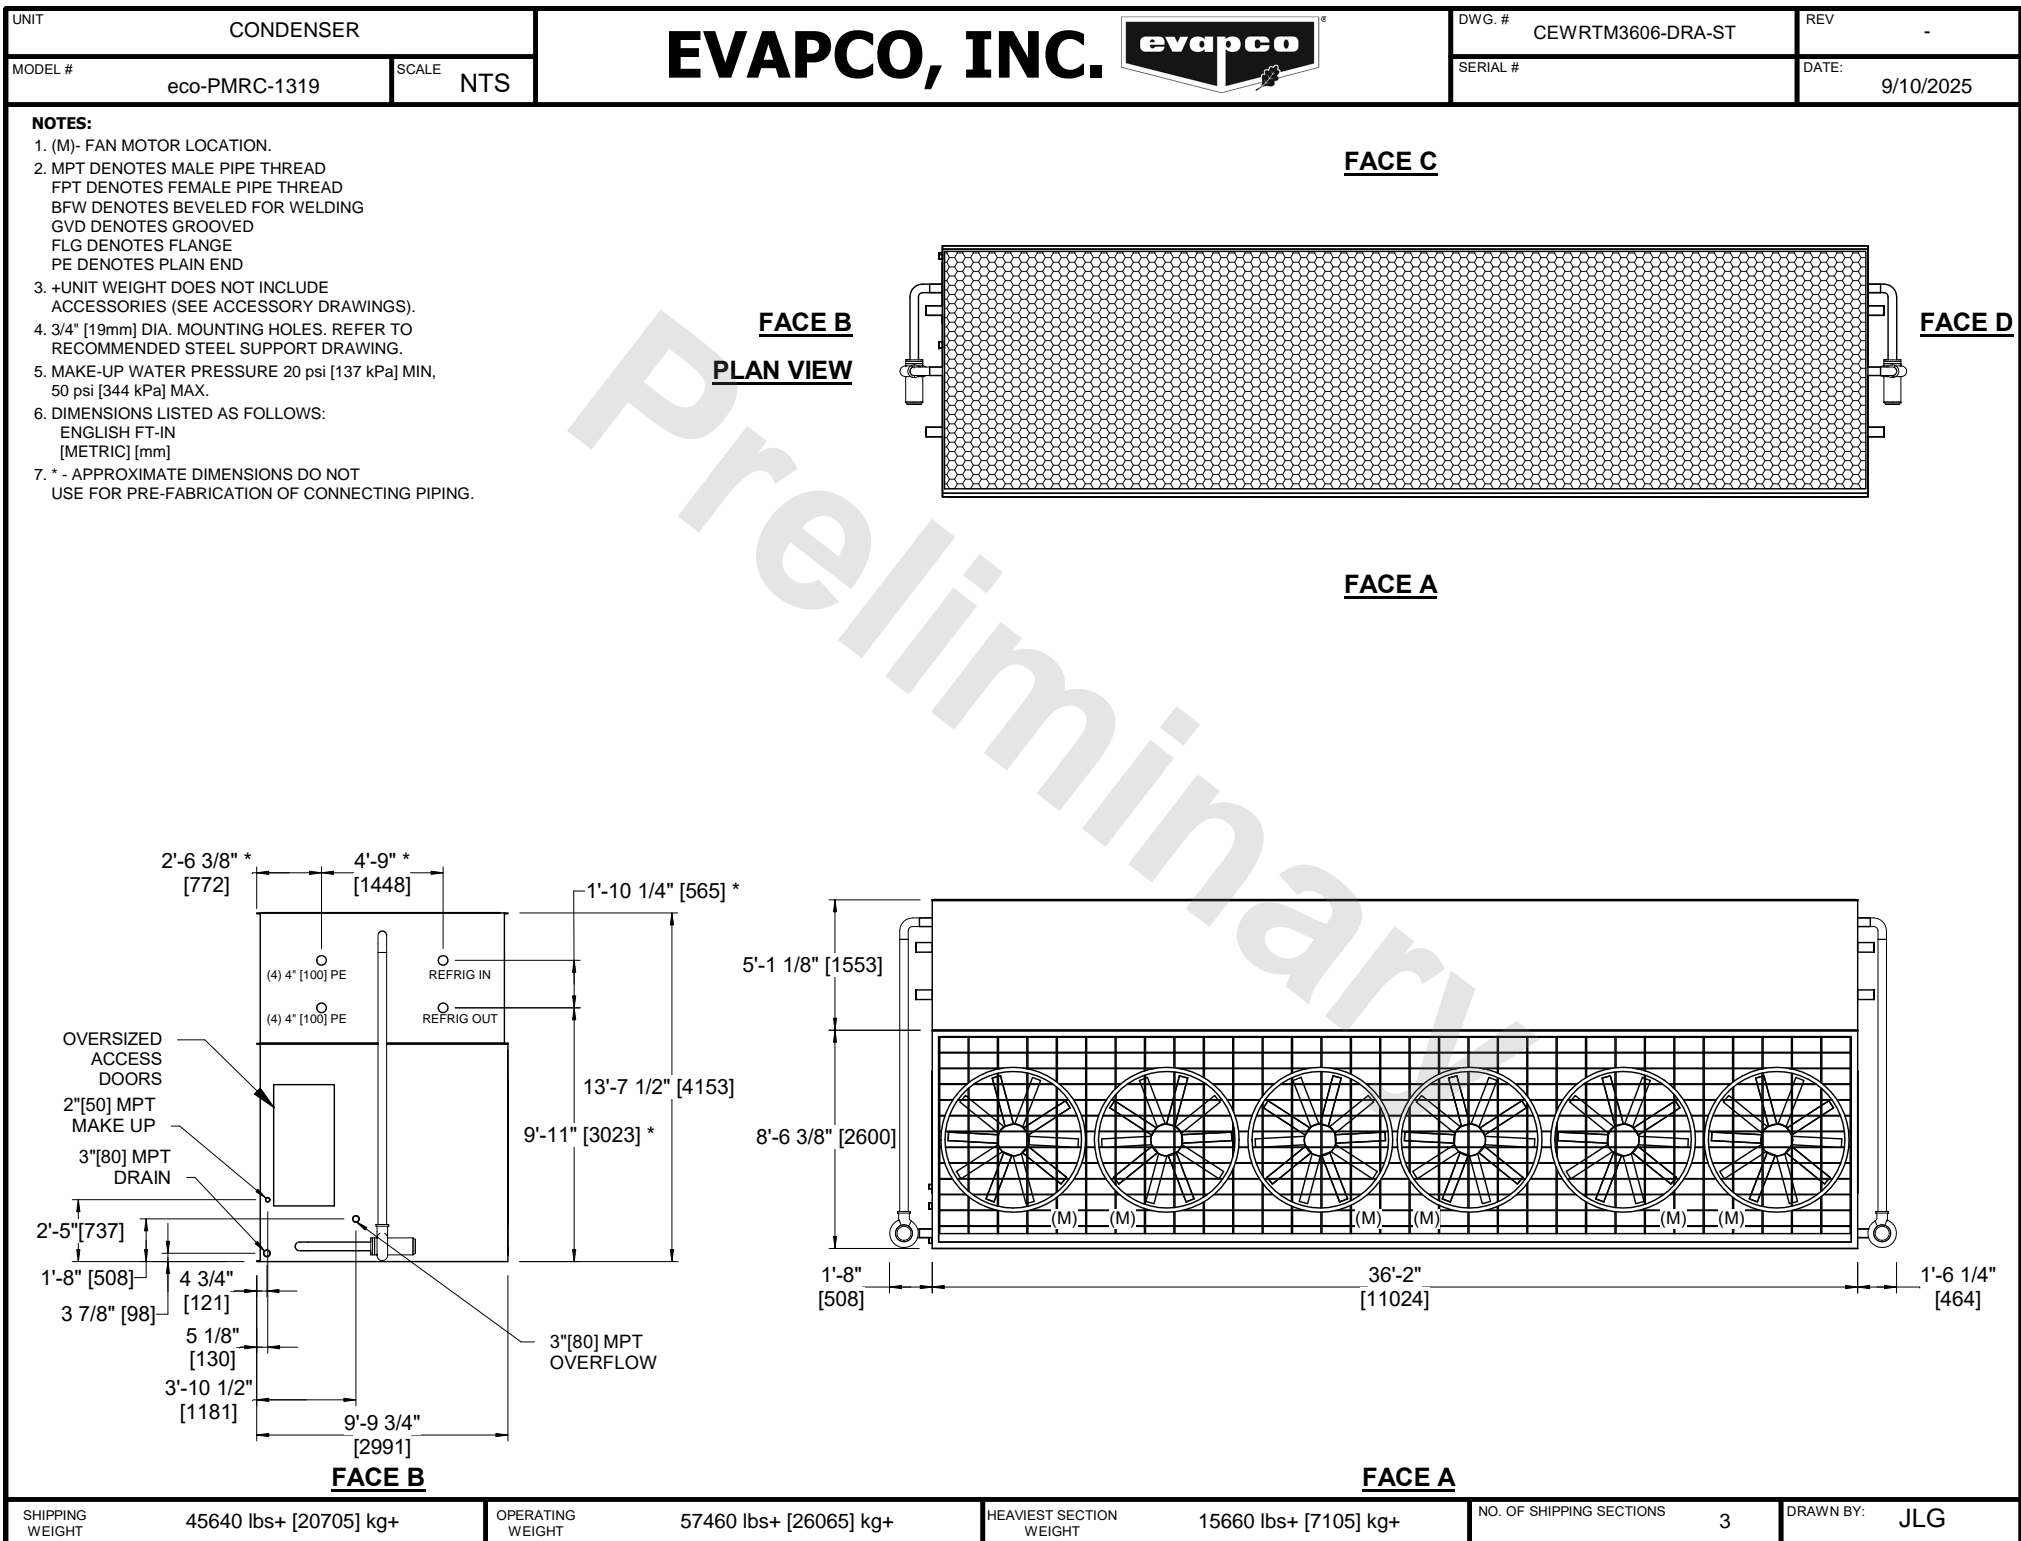 UNIT
CONDENSER
MODEL #
eco-PMRC-1319
SCALE
NTS
EVAPCO, INC.
evapco
®
DWG. #
CEWRTM3606-DRA-ST
REV
-
SERIAL #
DATE:
9/10/2025
NOTES:
1. (M)- FAN MOTOR LOCATION.
2. MPT DENOTES MALE PIPE THREAD
FPT DENOTES FEMALE PIPE THREAD
BFW DENOTES BEVELED FOR WELDING
GVD DENOTES GROOVED
FLG DENOTES FLANGE
PE DENOTES PLAIN END
3. +UNIT WEIGHT DOES NOT INCLUDE
ACCESSORIES (SEE ACCESSORY DRAWINGS).
4. 3/4" [19mm] DIA. MOUNTING HOLES. REFER TO
RECOMMENDED STEEL SUPPORT DRAWING.
5. MAKE-UP WATER PRESSURE 20 psi [137 kPa] MIN,
50 psi [344 kPa] MAX.
6. DIMENSIONS LISTED AS FOLLOWS:
ENGLISH FT-IN
[METRIC] [mm]
7. * - APPROXIMATE DIMENSIONS DO NOT
USE FOR PRE-FABRICATION OF CONNECTING PIPING.
FACE C
FACE B
PLAN VIEW
FACE D
FACE A
Preliminary
2'-6 3/8" *
[772]
4'-9" *
[1448]
1'-10 1/4" [565] *
(4) 4" [100] PE
REFRIG IN
(4) 4" [100] PE
REFRIG OUT
OVERSIZED
ACCESS
DOORS
2"[50] MPT
MAKE UP
3"[80] MPT
DRAIN
13'-7 1/2" [4153]
9'-11" [3023] *
2'-5"[737]
1'-8" [508]
3 7/8" [98]
4 3/4"
[121]
5 1/8"
[130]
3'-10 1/2"
[1181]
9'-9 3/4"
[2991]
3"[80] MPT
OVERFLOW
FACE B
5'-1 1/8" [1553]
8'-6 3/8" [2600]
(M) (M) (M) (M) (M) (M)
1'-8"
[508]
36'-2"
[11024]
1'-6 1/4"
[464]
FACE A
SHIPPING
WEIGHT
45640 lbs+ [20705] kg+
OPERATING
WEIGHT
57460 lbs+ [26065] kg+
HEAVIEST SECTION
WEIGHT
15660 lbs+ [7105] kg+
NO. OF SHIPPING SECTIONS
3
DRAWN BY:
JLG